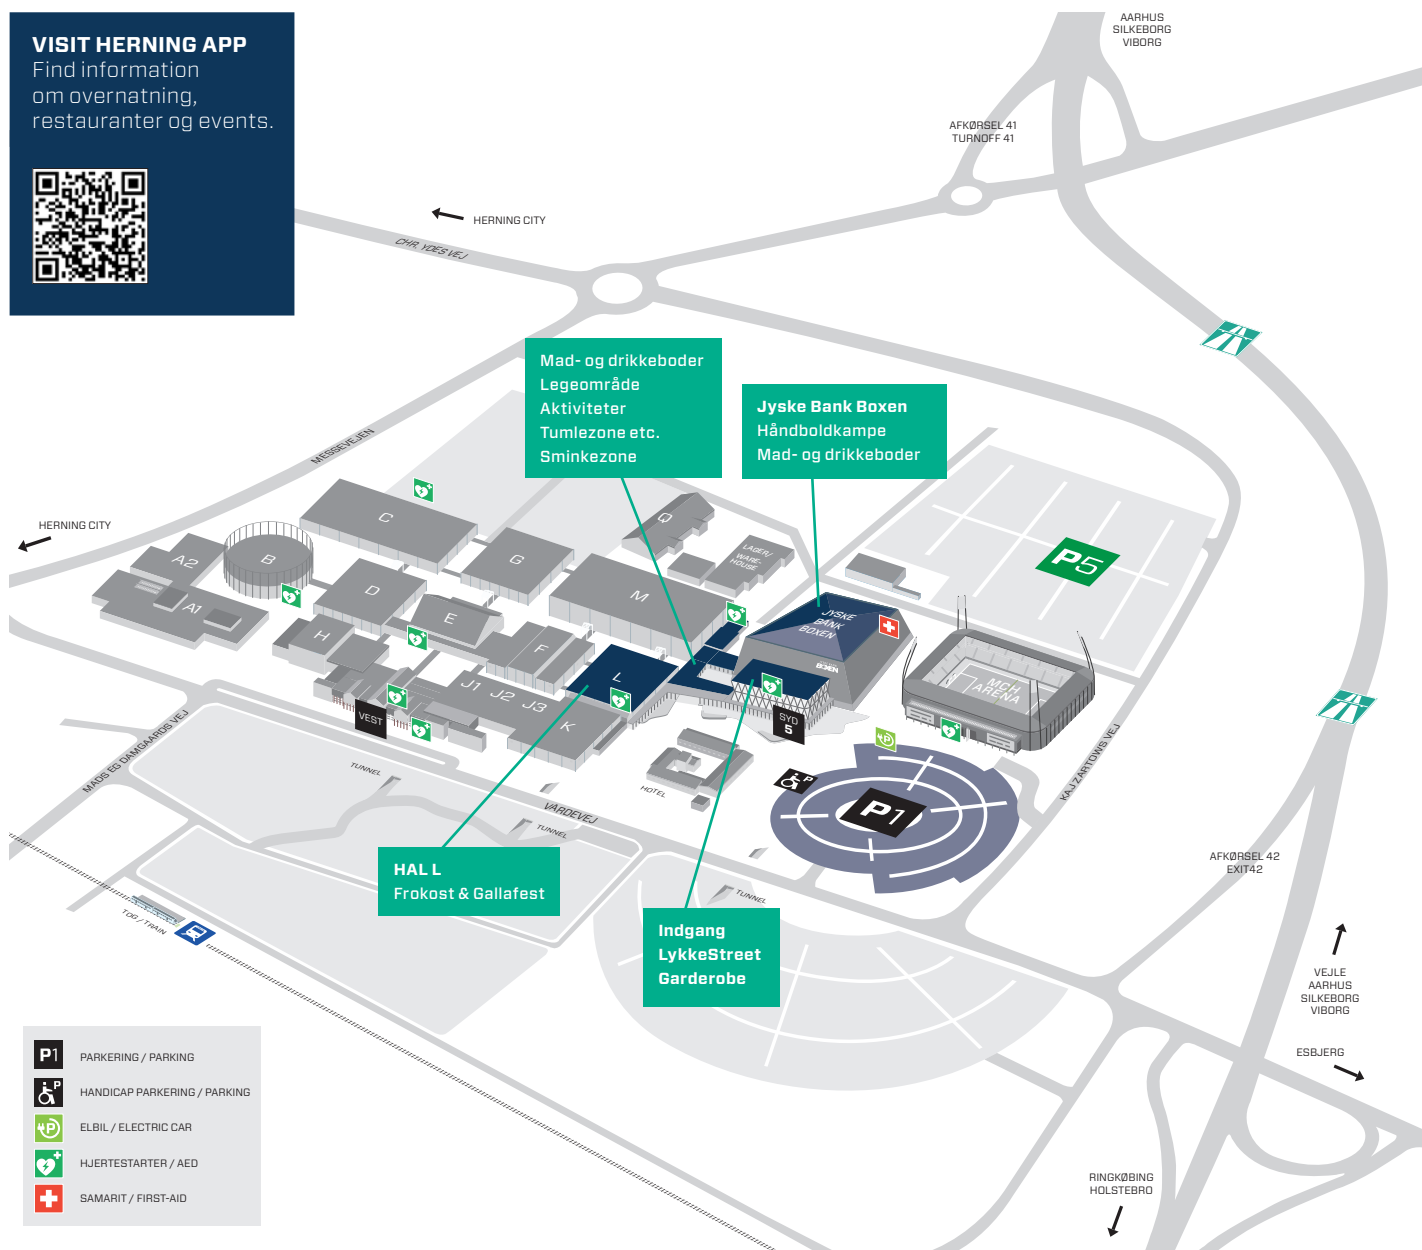 VISIT HERNING APP
Find information
om overnatning,
restauranter og events.
AARHUS
SILKEBORG
VIBORG
AFKØRSEL 41
TURNOFF 41
HERNING CITY
CHR. YDES VEJ
MESSEVEJEN
HERNING CITY
Mad- og drikkeboder
Legeområde
Aktiviteter
Tumlezone etc.
Sminkezone
Jyske Bank Boxen
Håndboldkampe
Mad- og drikkeboder
C
Q
A2
B
G
LAGER/
WARE-
HOUSE
P5
A1
D
M
H
E
JYSKE
BANK
BOXEN
F
BOXEN
L
J1
J2
J3
K
MCH
ARENA
VEST
SYD
5
MADS EG DAMGAARDS VEJ
KAJ ZARTOWS VEJ
TUNNEL
HOTEL
P
P
P1
VARDEVEJ
TUNNEL
HAL L
Frokost & Gallafest
TUNNEL
AFKØRSEL 42
EXIT42
TOG / TRAIN
Indgang
LykkeStreet
Garderobe
VEJLE
AARHUS
SILKEBORG
VIBORG
ESBJERG
RINGKØBING
HOLSTEBRO
P1 PARKERING / PARKING
P HANDICAP PARKERING / PARKING
P ELBIL / ELECTRIC CAR
HJERTESTARTER / AED
SAMARIT / FIRST-AID